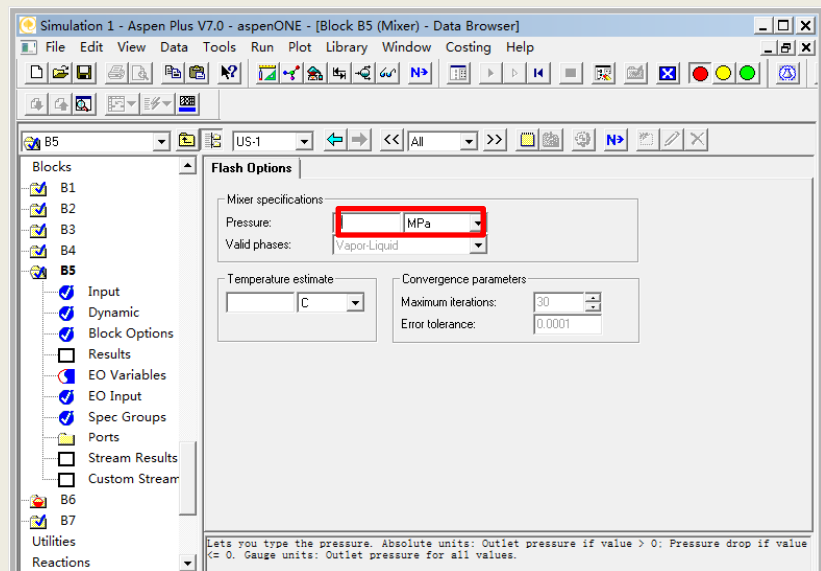 Simulation 1 - Aspen Plus V7.0 - aspenONE - [Block B5 (Mixer) - Data Browser]
File Edit View Data Tools Run Plot Library Window Costing Help
N»
B5 US-1 << All >> N»
Blocks
B1
B2
B3
B4
B5
Input
Dynamic
Block Options
Results
EO Variables
EO Input
Spec Groups
Ports
Stream Results
Custom Stream
B6
B7
Utilities
Reactions
Flash Options
Mixer specifications
Pressure: MPa
Valid phases: Vapor-Liquid
Temperature estimate
C
Convergence parameters
Maximum iterations: 30
Error tolerance: 0.0001
Lets you type the pressure. Absolute units: Outlet pressure if value > 0; Pressure drop if value
<= 0. Gauge units: Outlet pressure for all values.